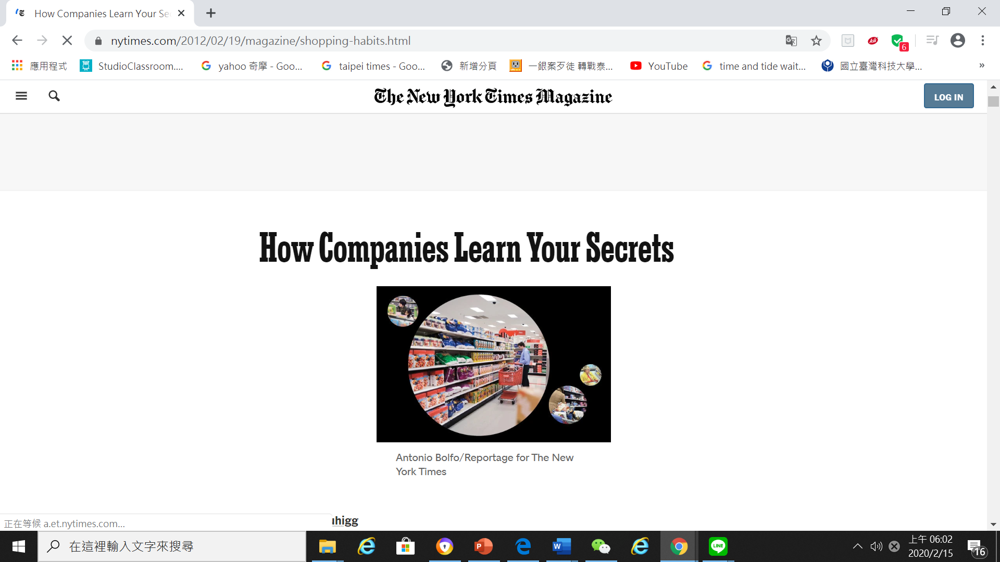 How Companies Learn Your Se
nytimes.com/2012/02/19/magazine/shopping-habits.html
Ask
6
應用程式
StudioClassroom....
yahoo 奇摩 - Goo...
taipei times - Goo...
新增分頁
一銀案歹徒 轉戰泰...
YouTube
time and tide wait...
國立臺灣科技大學...
»
The New York Times Magazine
LOG IN
How Companies Learn Your Secrets
Antonio Bolfo/Reportage for The New
York Times
uhigg
正在等候 a.et.nytimes.com...
在這裡輸入文字來搜尋
LINE
上午 06:02
2020/2/15
16